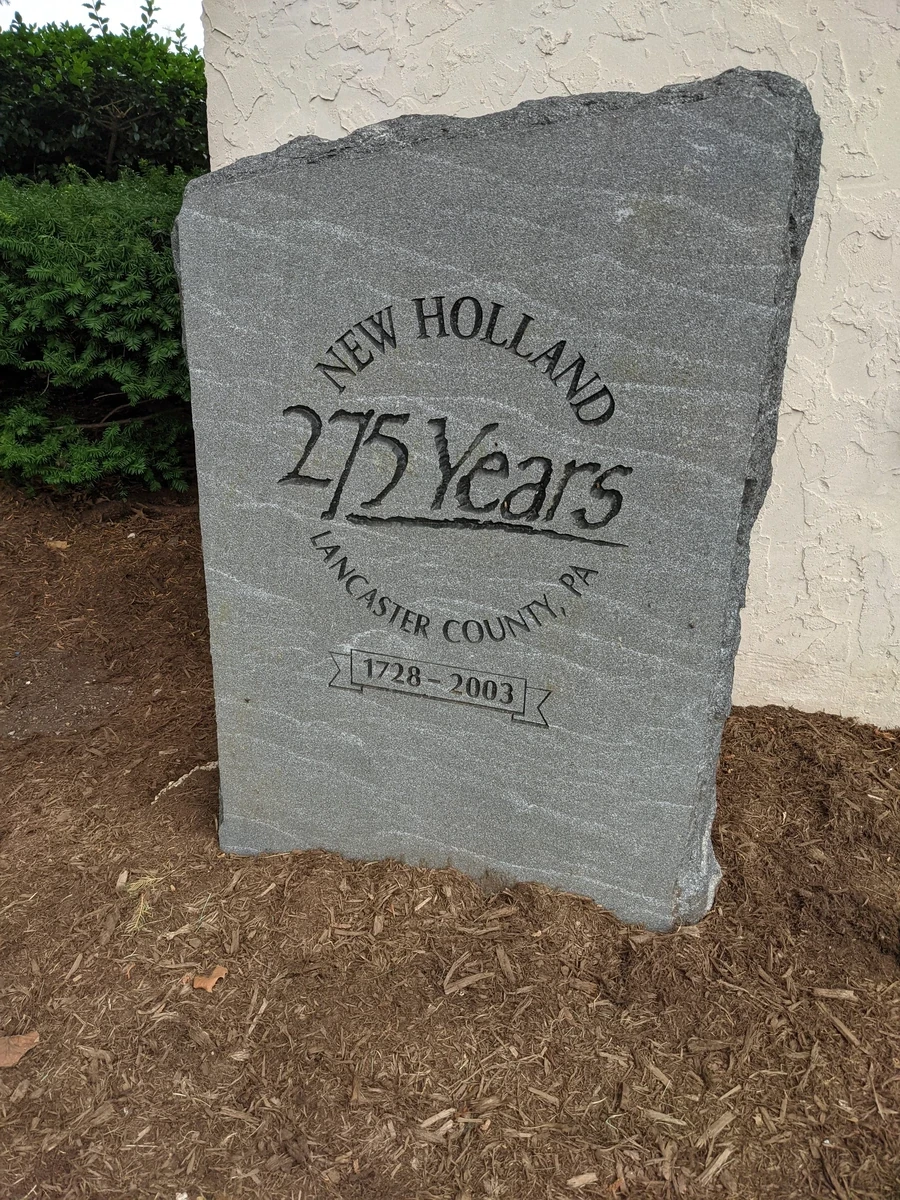 NEW HOLLAND
275 Years
LANCASTER COUNTY, PA
1728 – 2003